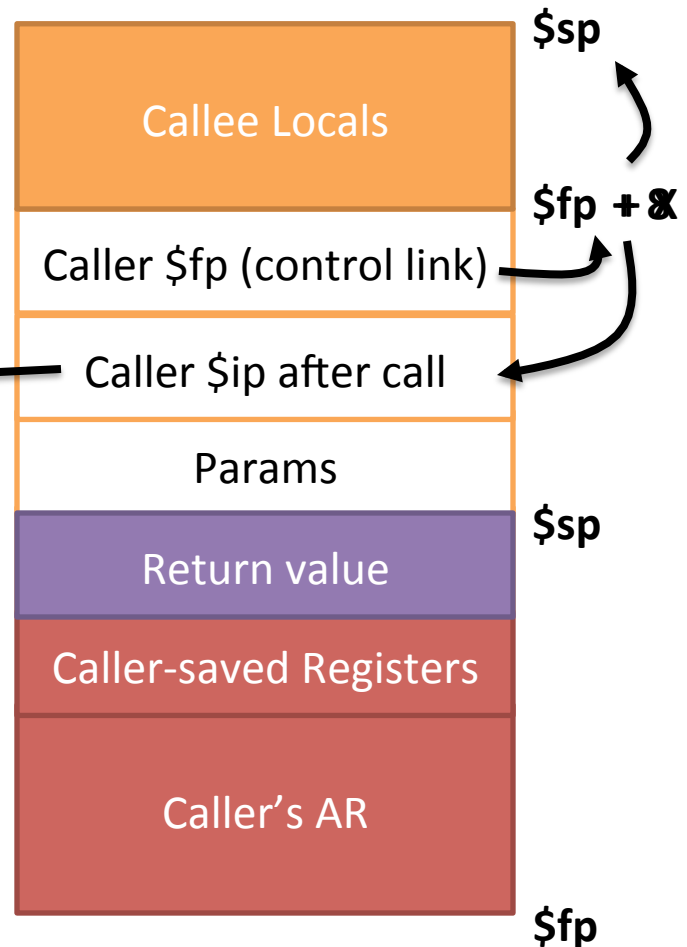 $sp
Callee Locals
$fp +
Caller $fp (control link)
Caller $ip after call
Params
$sp
Return value
Caller-saved Registers
Caller's AR
$fp